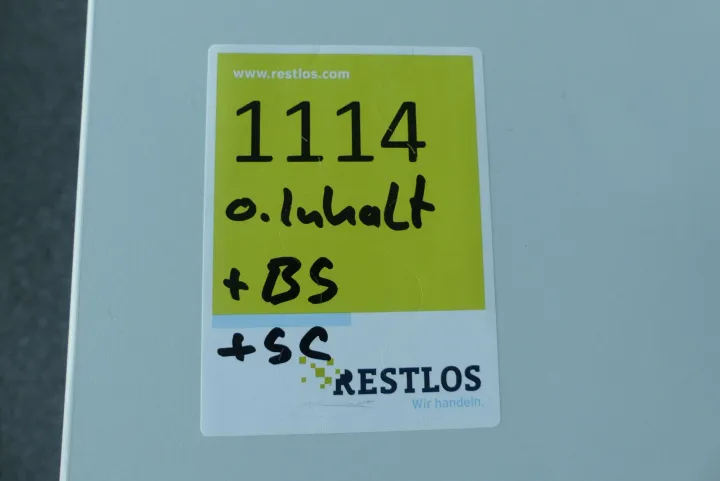 www.restlos.com
1114
o. Inhalt
+ BS
+ SC
RESTLOS
Wir handeln.